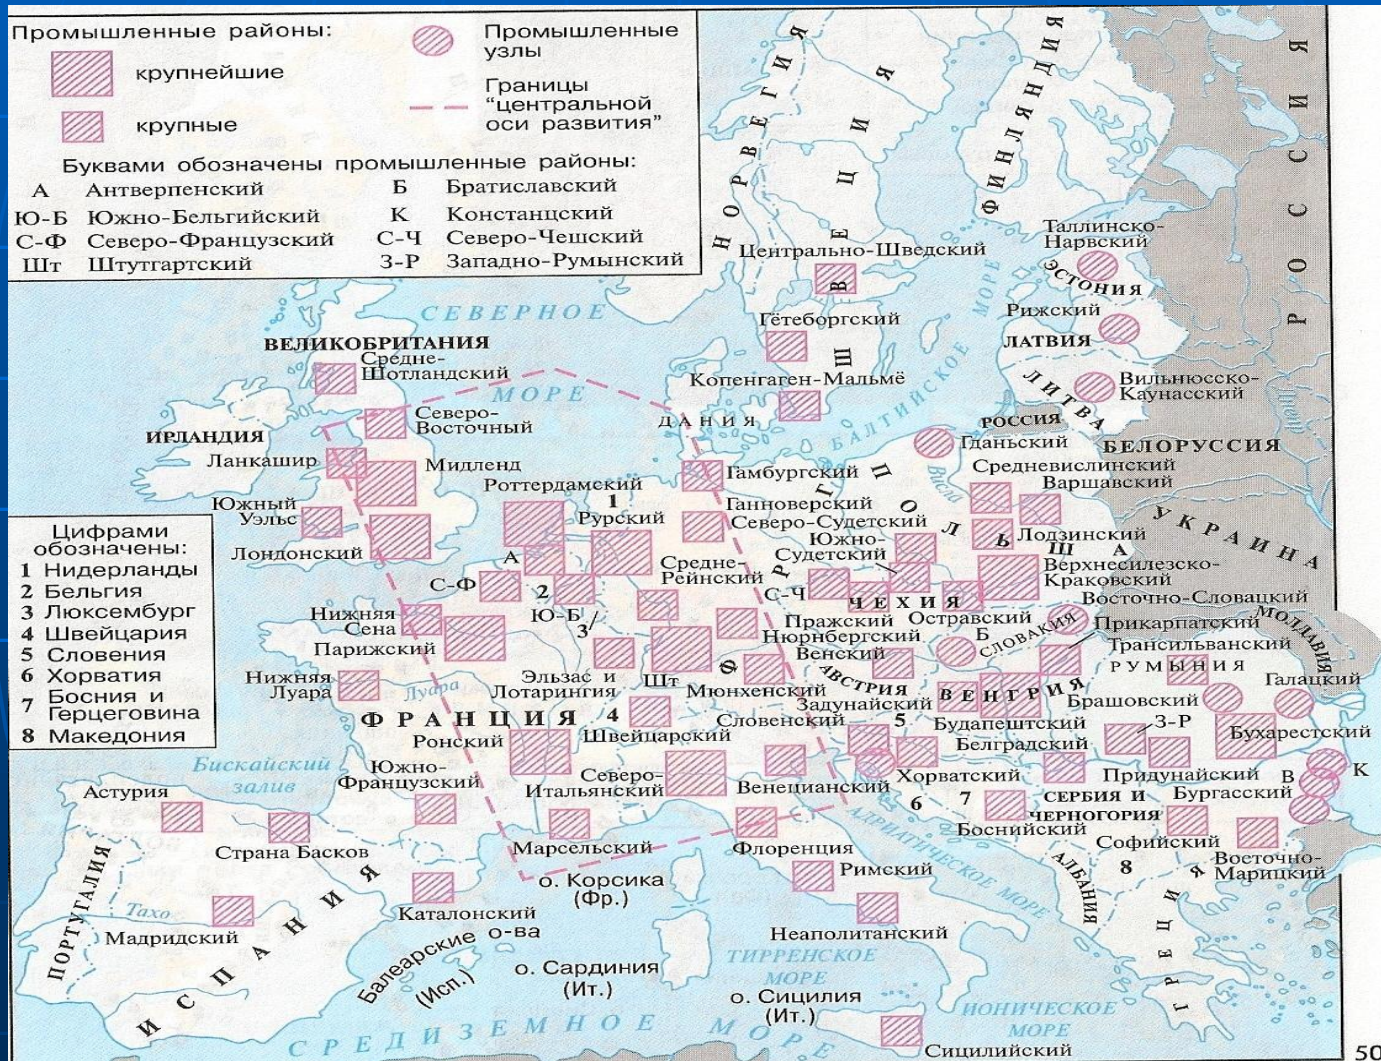 Промышленные районы:
крупнейшие
крупные
Промышленные
узлы
Границы
"центральной
оси развития"
Буквами обозначены промышленные районы:
А Антверпенский
Ю-Б Южно-Бельгийский
С-Ф Северо-Французский
Шт Штутгартский
Б Братиславский
К Констанцский
С-Ч Северо-Чешский
З-Р Западно-Румынский
НОРВЕГИЯ
ШВЕЦИЯ
ФИНЛЯНДИЯ
РОССИЯ
Центрально-Шведский
Таллинско-
Нарвский
ЭСТОНИЯ
Рижский
ЛАТВИЯ
Гётеборгский
СЕВЕРНОЕ
МОРЕ
ВЕЛИКОБРИТАНИЯ
Средне-
Шотландский
Копенгаген-Мальмё
БАЛТИЙСКОЕ МОРЕ
ЛИТВА
Вильнюсско-
Каунасский
Северо-
Восточный
ДАНИЯ
РОССИЯ
Гданьский
БЕЛОРУССИЯ
Днепр
ИРЛАНДИЯ
Ланкашир
Мидленд
Гамбургский
Висла
Средневислинский
Варшавский
Роттердамский
1
Рурский
Ганноверский
Северо-Судетский
Южно-
Судетский
ПОЛЬША
Лодзинский
УКРАИНА
Южный
Уэльс
Лондонский
А
Средне-
Рейнский
Верхнесилезско-
Краковский
С-Ф
2
Ю-Б
3
С-Ч
ЧЕХИЯ
Восточно-Словацкий
Цифрами
обозначены:
1 Нидерланды
2 Бельгия
3 Люксембург
4 Швейцария
5 Словения
6 Хорватия
7 Босния и
Герцеговина
8 Македония
Нижняя
Сена
Парижский
Пражский
Островский
Нюрнбергский
Б
СЛОВАКИЯ
Прикарпатский
МОЛДАВИЯ
Венский
Трансильванский
РУМЫНИЯ
ФРГ
Нижняя
Луара
Луара
Эльзас и
Лотарингия
Шт
Мюнхенский
АВСТРИЯ
Задунайский
ВЕНГРИЯ
Брашовский
Галацкий
ФРАНЦИЯ
4
Швейцарский
Словенский
5
Будапештский
З-Р
Ронский
Белградский
Бухарестский
Бискайский
залив
Южно-
Французский
Северо-
Итальянский
Венецианский
Хорватский
Придунайский
В
К
Бургасский
Астурия
6
7
СЕРБИЯ И
ЧЕРНОГОРИЯ
Боснийский
Софийский
Страна Басков
Марсельский
Флоренция
АДРИАТИЧЕСКОЕ МОРЕ
АЛБАНИЯ
8
Восточно-
Марицкий
ПОРТУГАЛИЯ
Тахо
Мадридский
ИСПАНИЯ
Каталонский
Балеарские о-ва
(Исп.)
о. Корсика
(Фр.)
Римский
Неаполитанский
о. Сардиния
(Ит.)
ТИРРЕНСКОЕ
МОРЕ
о. Сицилия
(Ит.)
ИОНИЧЕСКОЕ
МОРЕ
ГРЕЦИЯ
СРЕДИЗЕМНОЕ МОРЕ
Сицилийский
50